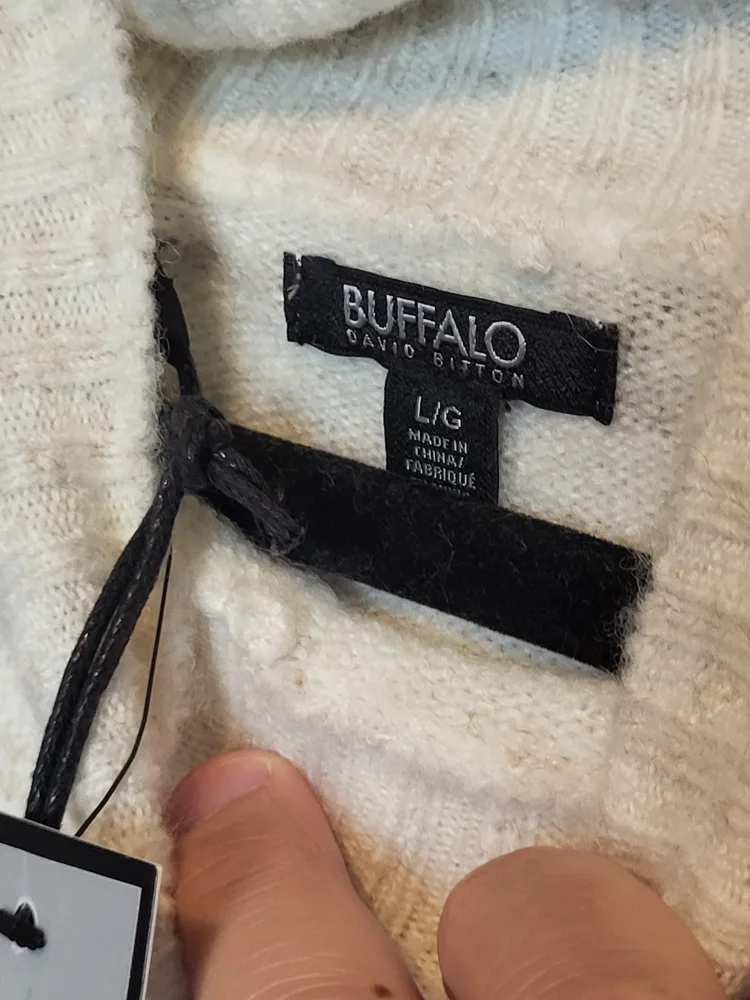 BUFFALO
DAVID BITTON
L/G
MADE IN
CHINA/
FABRIQUÉ